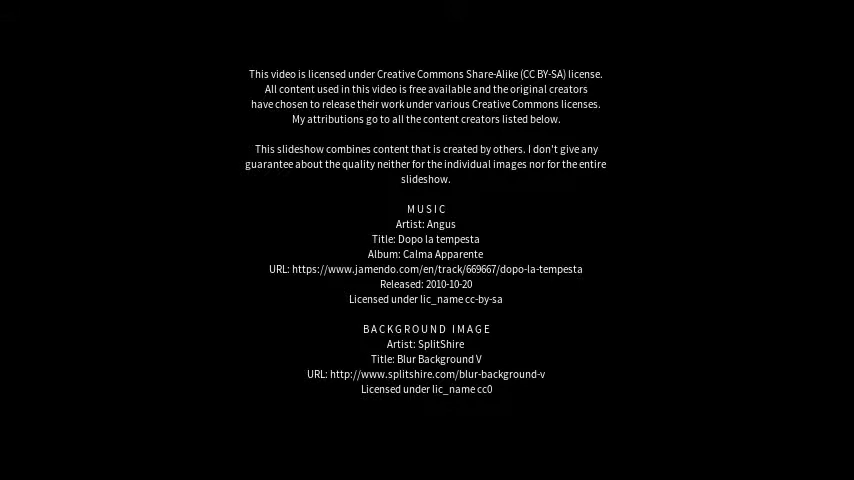 This video is licensed under Creative Commons Share-Alike (CC BY-SA) license.
All content used in this video is free available and the original creators
have chosen to release their work under various Creative Commons licenses.
My attributions go to all the content creators listed below.
This slideshow combines content that is created by others. I don't give any
guarantee about the quality neither for the individual images nor for the entire
slideshow.
MUSIC
Artist: Angus
Title: Dopo la tempesta
Album: Calma Apparente
URL: https://www.jamendo.com/en/track/669667/dopo-la-tempesta
Released: 2010-10-20
Licensed under lic_name cc-by-sa
BACKGROUND IMAGE
Artist: SplitShire
Title: Blur Background V
URL: http://www.splitshire.com/blur-background-v
Licensed under lic_name cc0